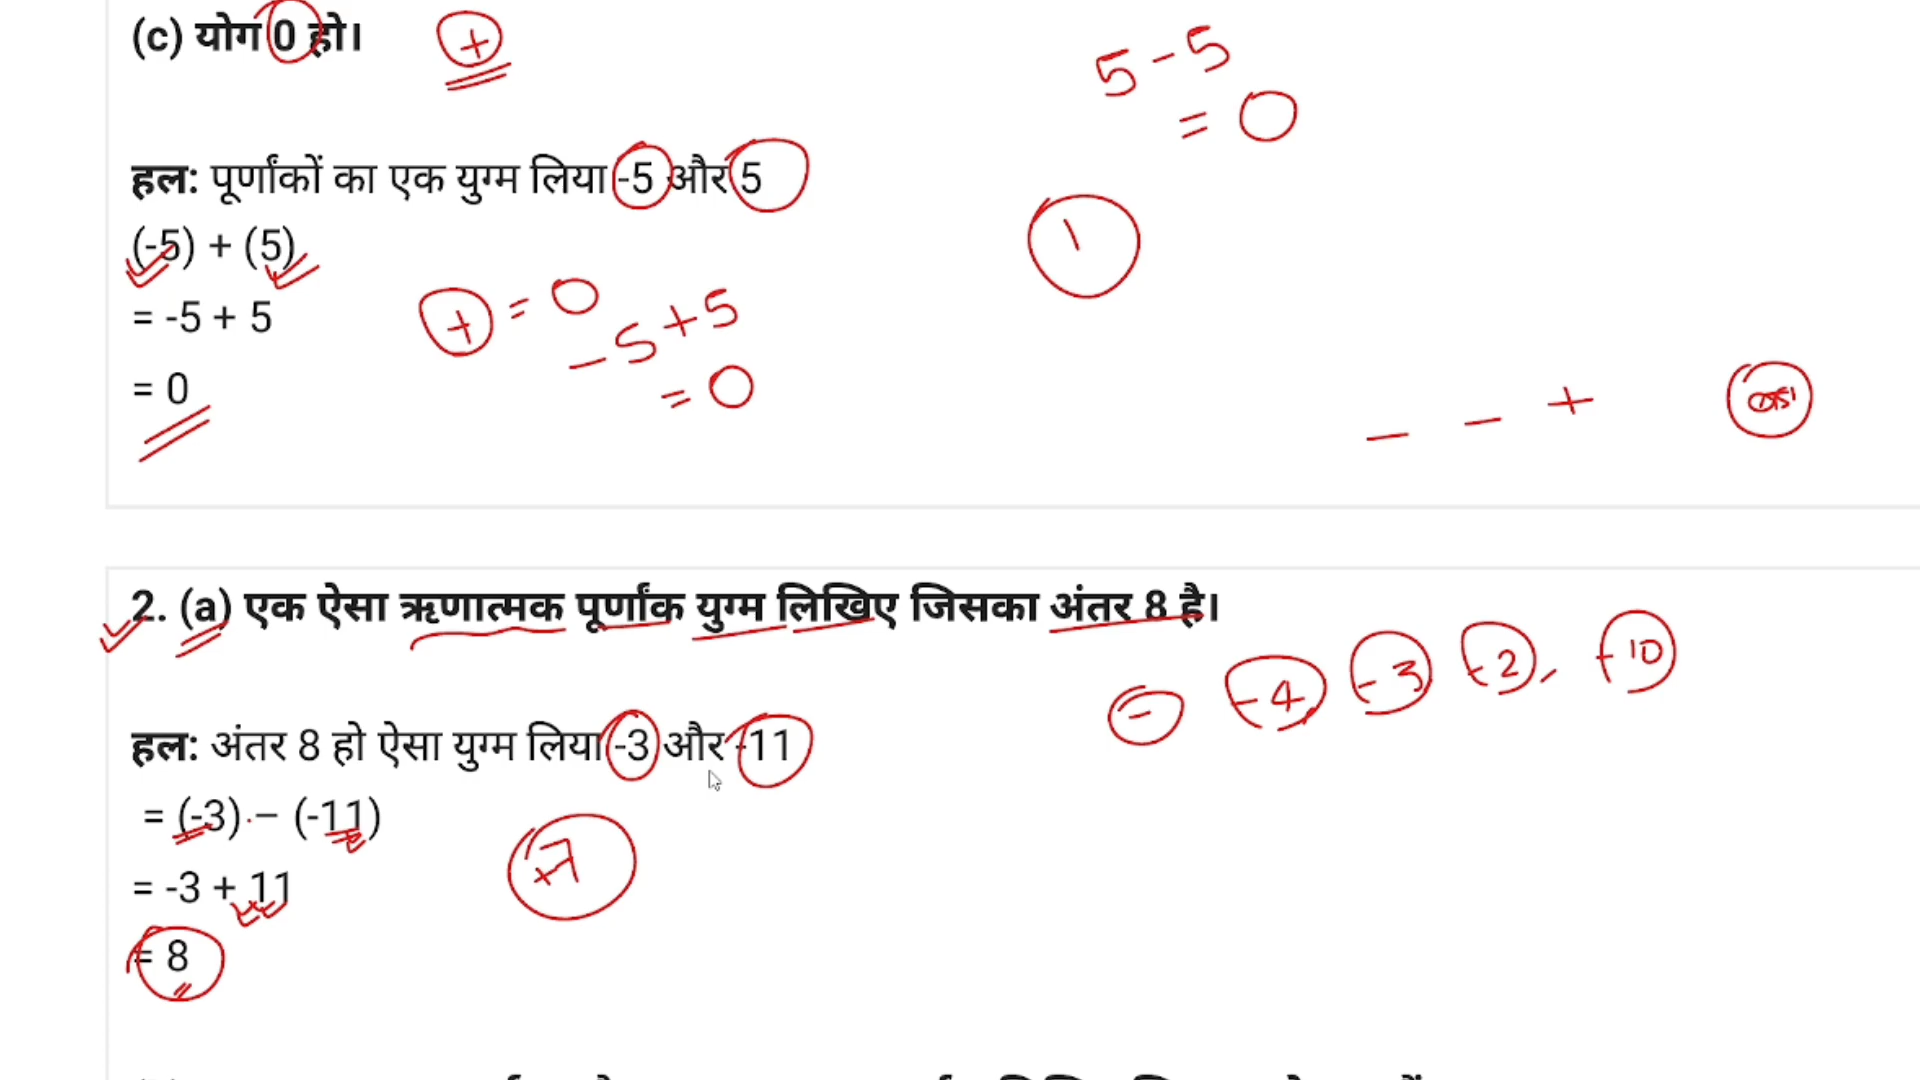 (c) योग 0 हो।
+
5 - 5
= 0
हल: पूर्णांकों का एक युग्म लिया -5 और 5
(-5) + (5)
= -5 + 5
= 0
+ = 0
- 5 + 5
= 0
- - +
2. (a) एक ऐसा ऋणात्मक पूर्णांक युग्म लिखिए जिसका अंतर 8 है।
- -4 -3 -2, -10
हल: अंतर 8 हो ऐसा युग्म लिया -3 और -11
= (-3) – (-11)
= -3 + 11
= 8
+7